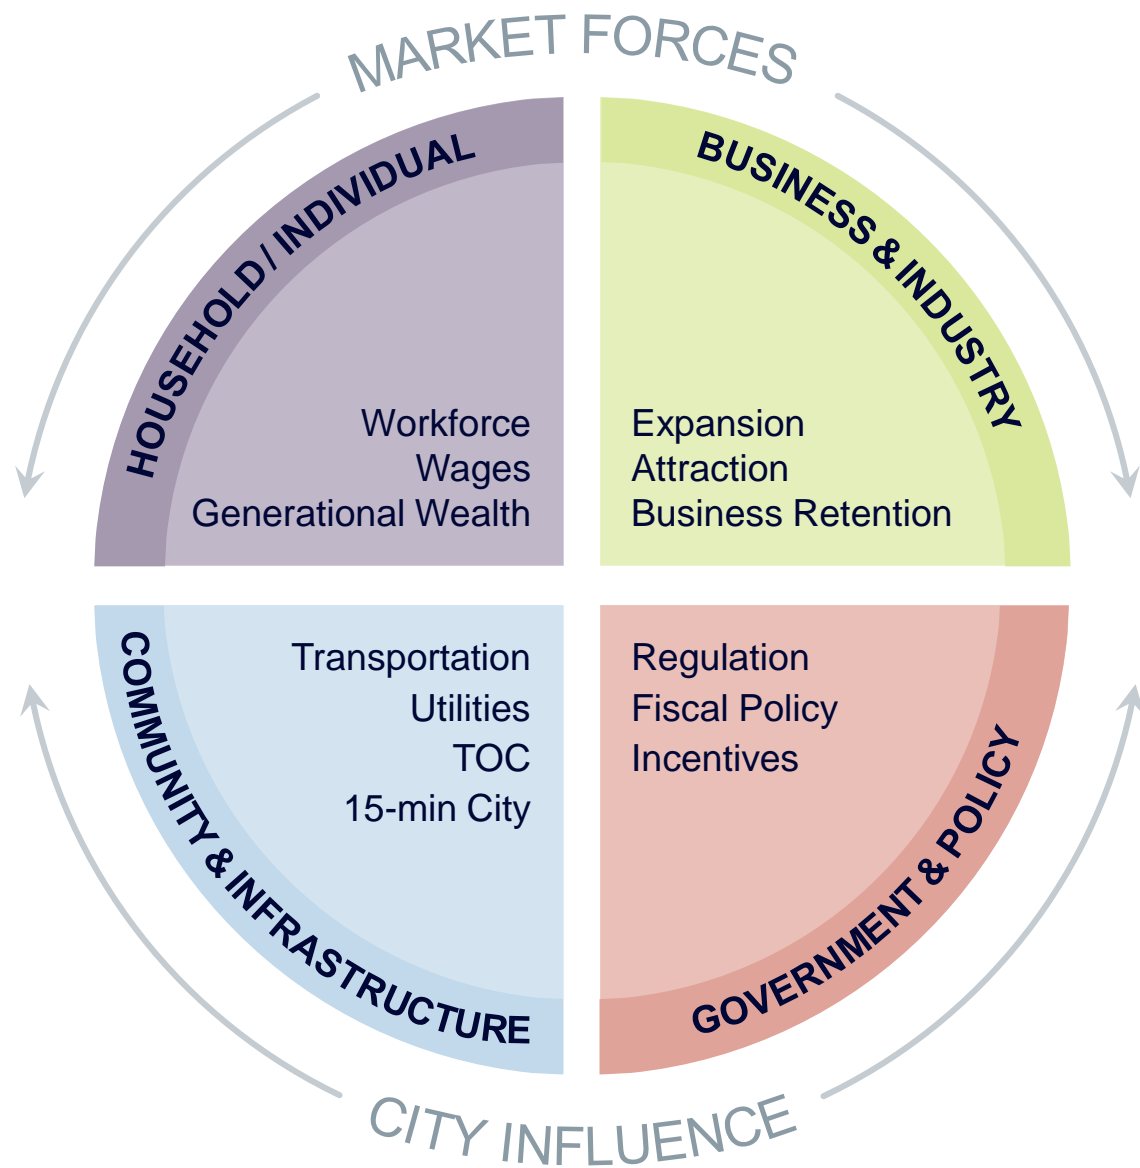 MARKET FORCES
HOUSEHOLD / INDIVIDUAL
Workforce
Wages
Generational Wealth
BUSINESS & INDUSTRY
Expansion
Attraction
Business Retention
COMMUNITY & INFRASTRUCTURE
Transportation
Utilities
TOC
15-min City
GOVERNMENT & POLICY
Regulation
Fiscal Policy
Incentives
CITY INFLUENCE